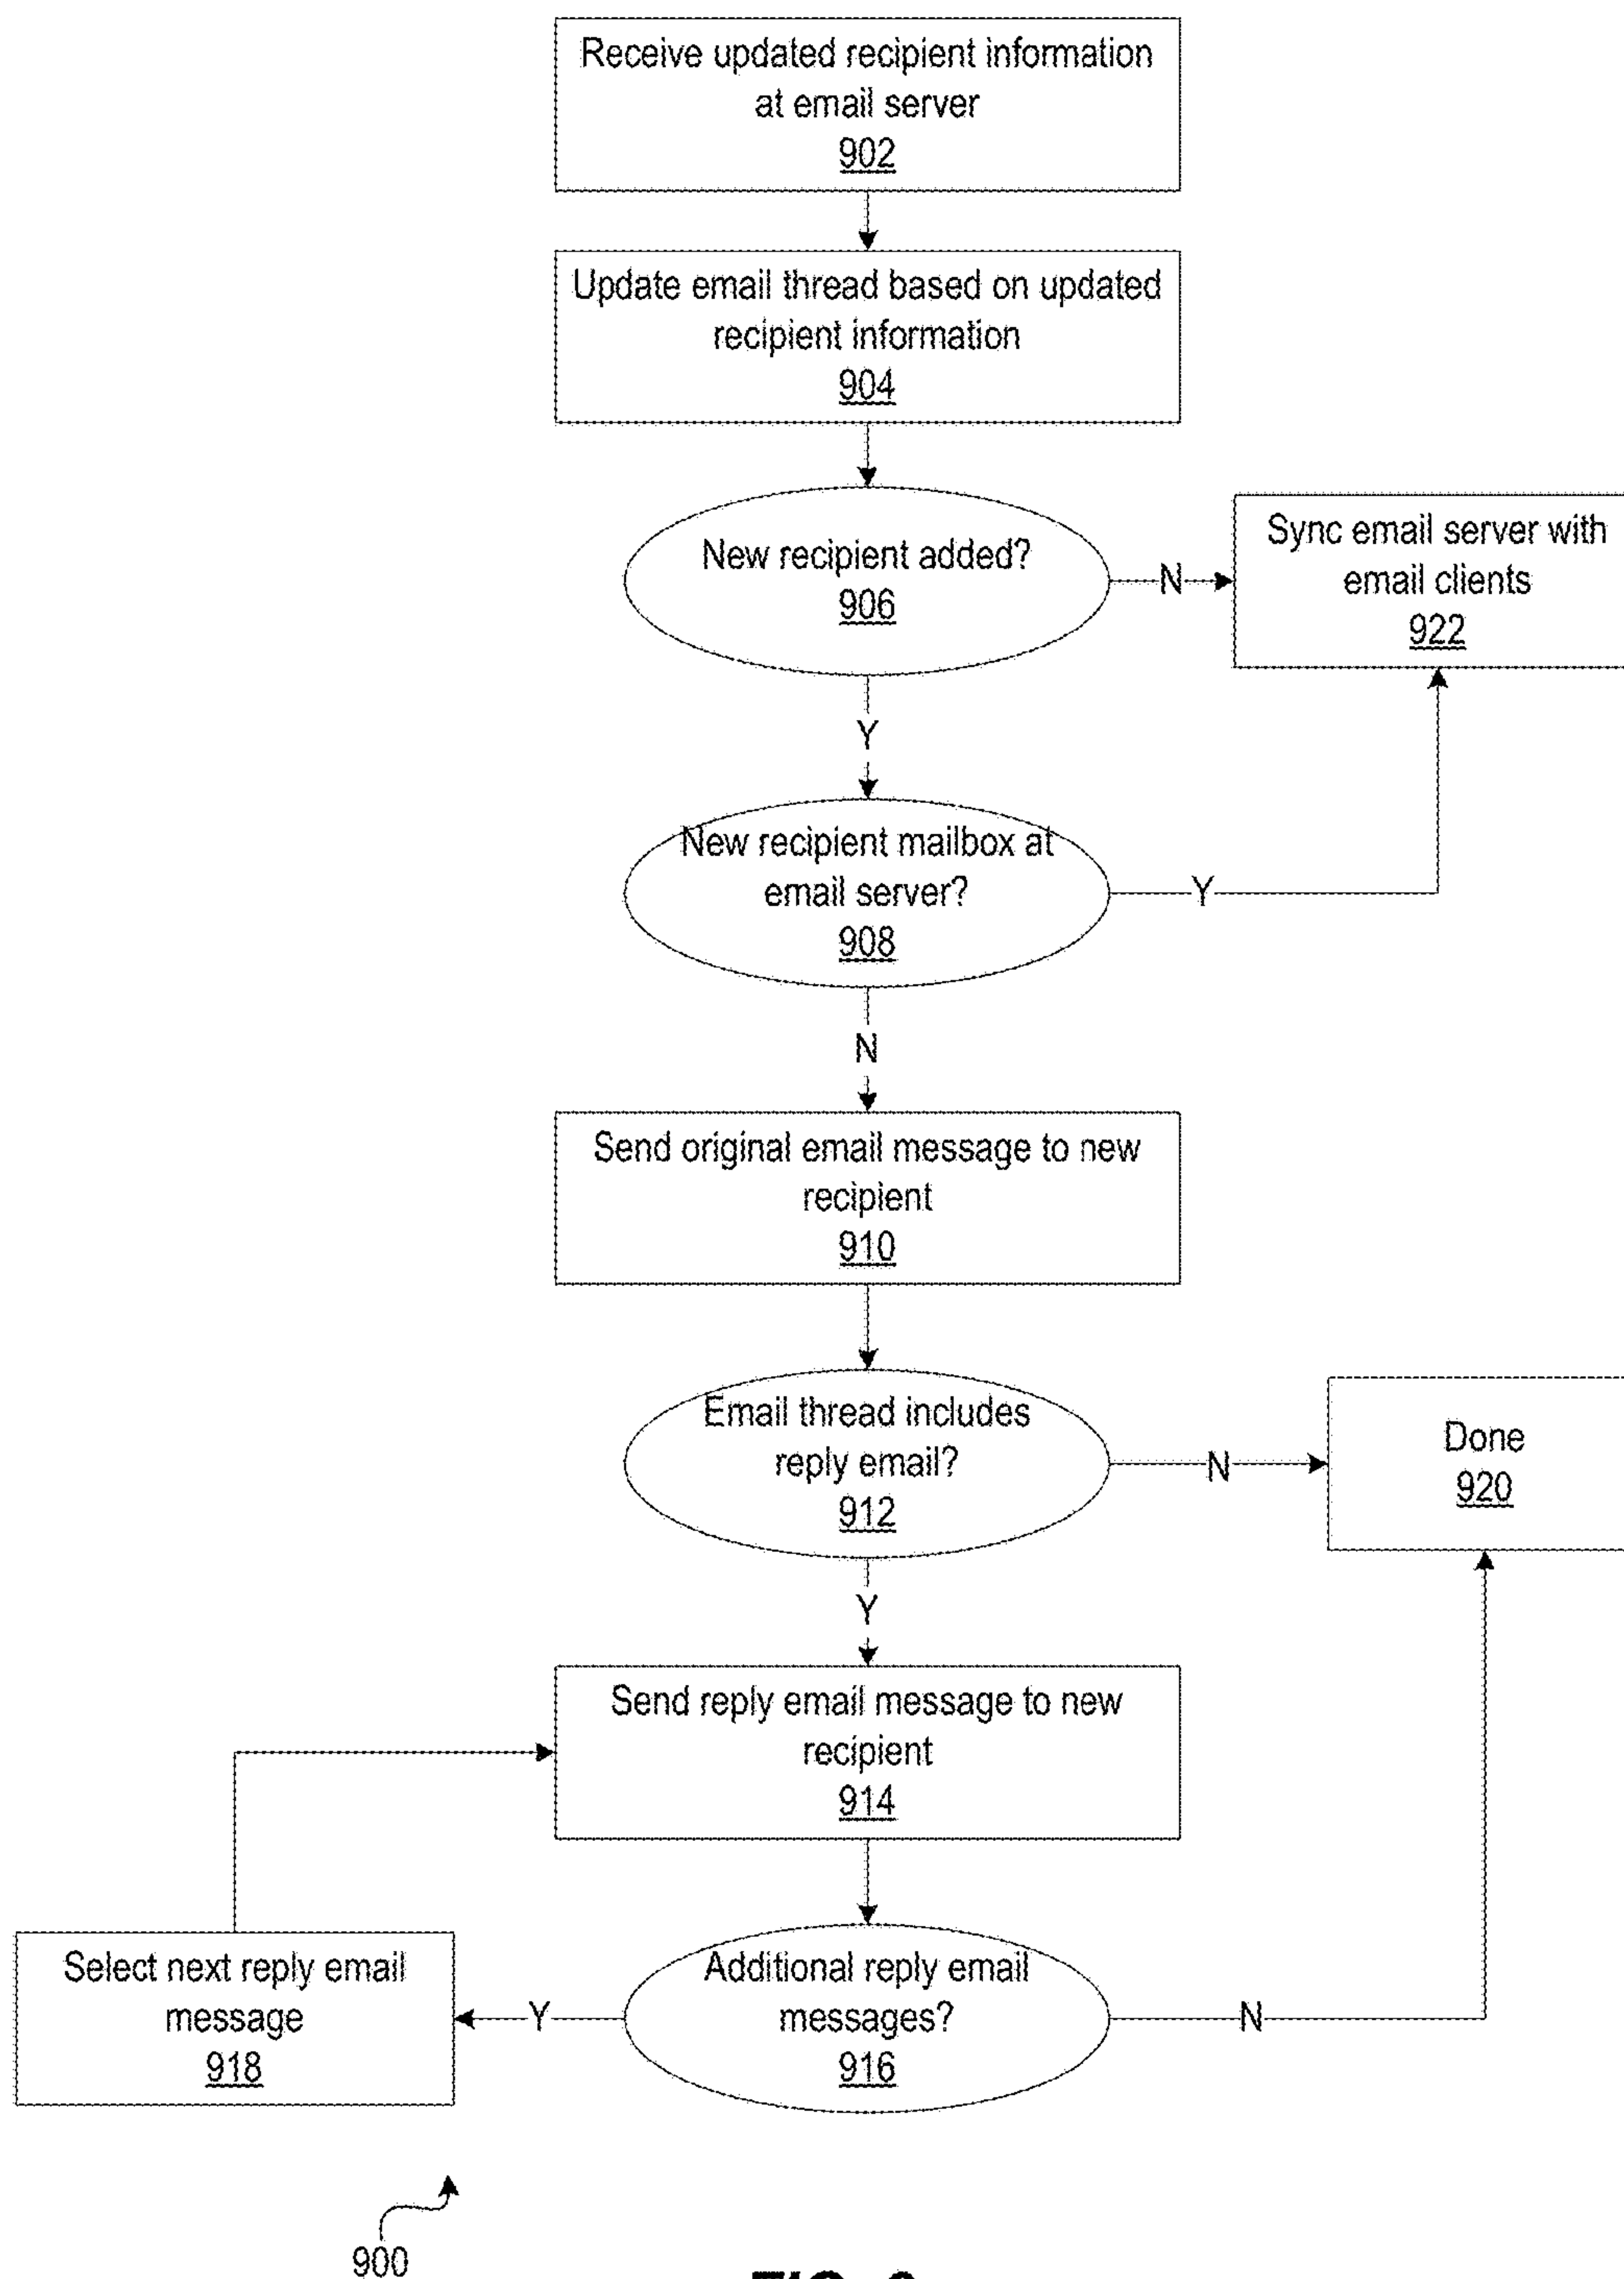 Receive updated recipient information
at email server
902
Update email thread based on updated
recipient information
904
New recipient added?
906
N
Sync email server with
email clients
922
Y
New recipient mailbox at
email server?
908
Y
N
Send original email message to new
recipient
910
Email thread includes
reply email?
912
N
Done
920
Y
Send reply email message to new
recipient
914
Select next reply email
message
918
Y
Additional reply email
messages?
916
N
900